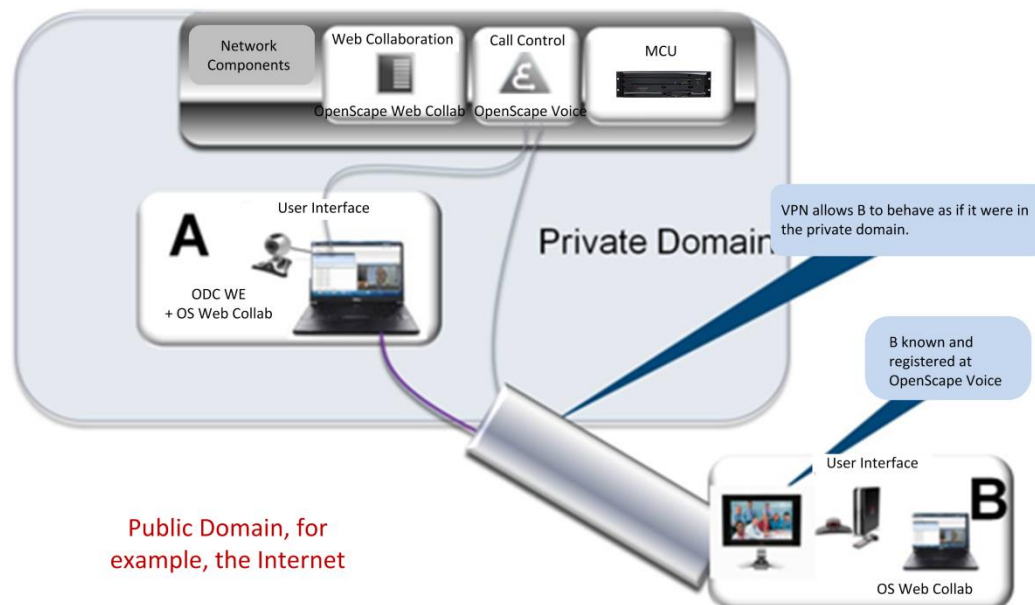 Network
Components
Web Collaboration
OpenScape Web Collab
Call Control
OpenScape Voice
MCU
A
User Interface
ODC WE
+ OS Web Collab
Private Domain
VPN allows B to behave as if it were in
the private domain.
B known and
registered at
OpenScape Voice
User Interface
B
OS Web Collab
Public Domain, for
example, the Internet